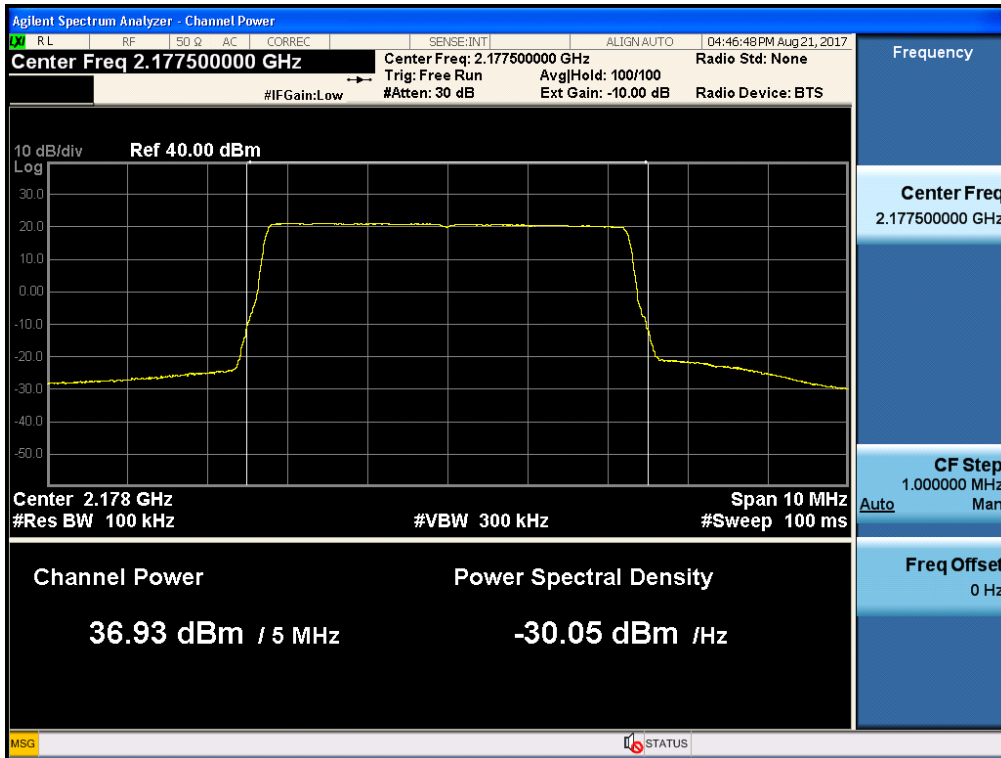 Agilent Spectrum Analyzer - Channel Power
LXI RL RF 50 Ω AC CORREC SENSE:INT ALIGN AUTO 04:46:48 PM Aug 21, 2017
Center Freq 2.177500000 GHz
Center Freq: 2.177500000 GHz Radio Std: None
Trig: Free Run Avg|Hold: 100/100
#IFGain:Low #Atten: 30 dB Ext Gain: -10.00 dB Radio Device: BTS
10 dB/div Ref 40.00 dBm
Log
30.0
20.0
10.0
0.00
-10.0
-20.0
-30.0
-40.0
-50.0
Center 2.178 GHz Span 10 MHz
#Res BW 100 kHz #VBW 300 kHz #Sweep 100 ms
Channel Power Power Spectral Density
36.93 dBm / 5 MHz -30.05 dBm /Hz
MSG STATUS
Frequency
Center Freq
2.177500000 GHz
CF Step
1.000000 MHz
Auto Man
Freq Offset
0 Hz